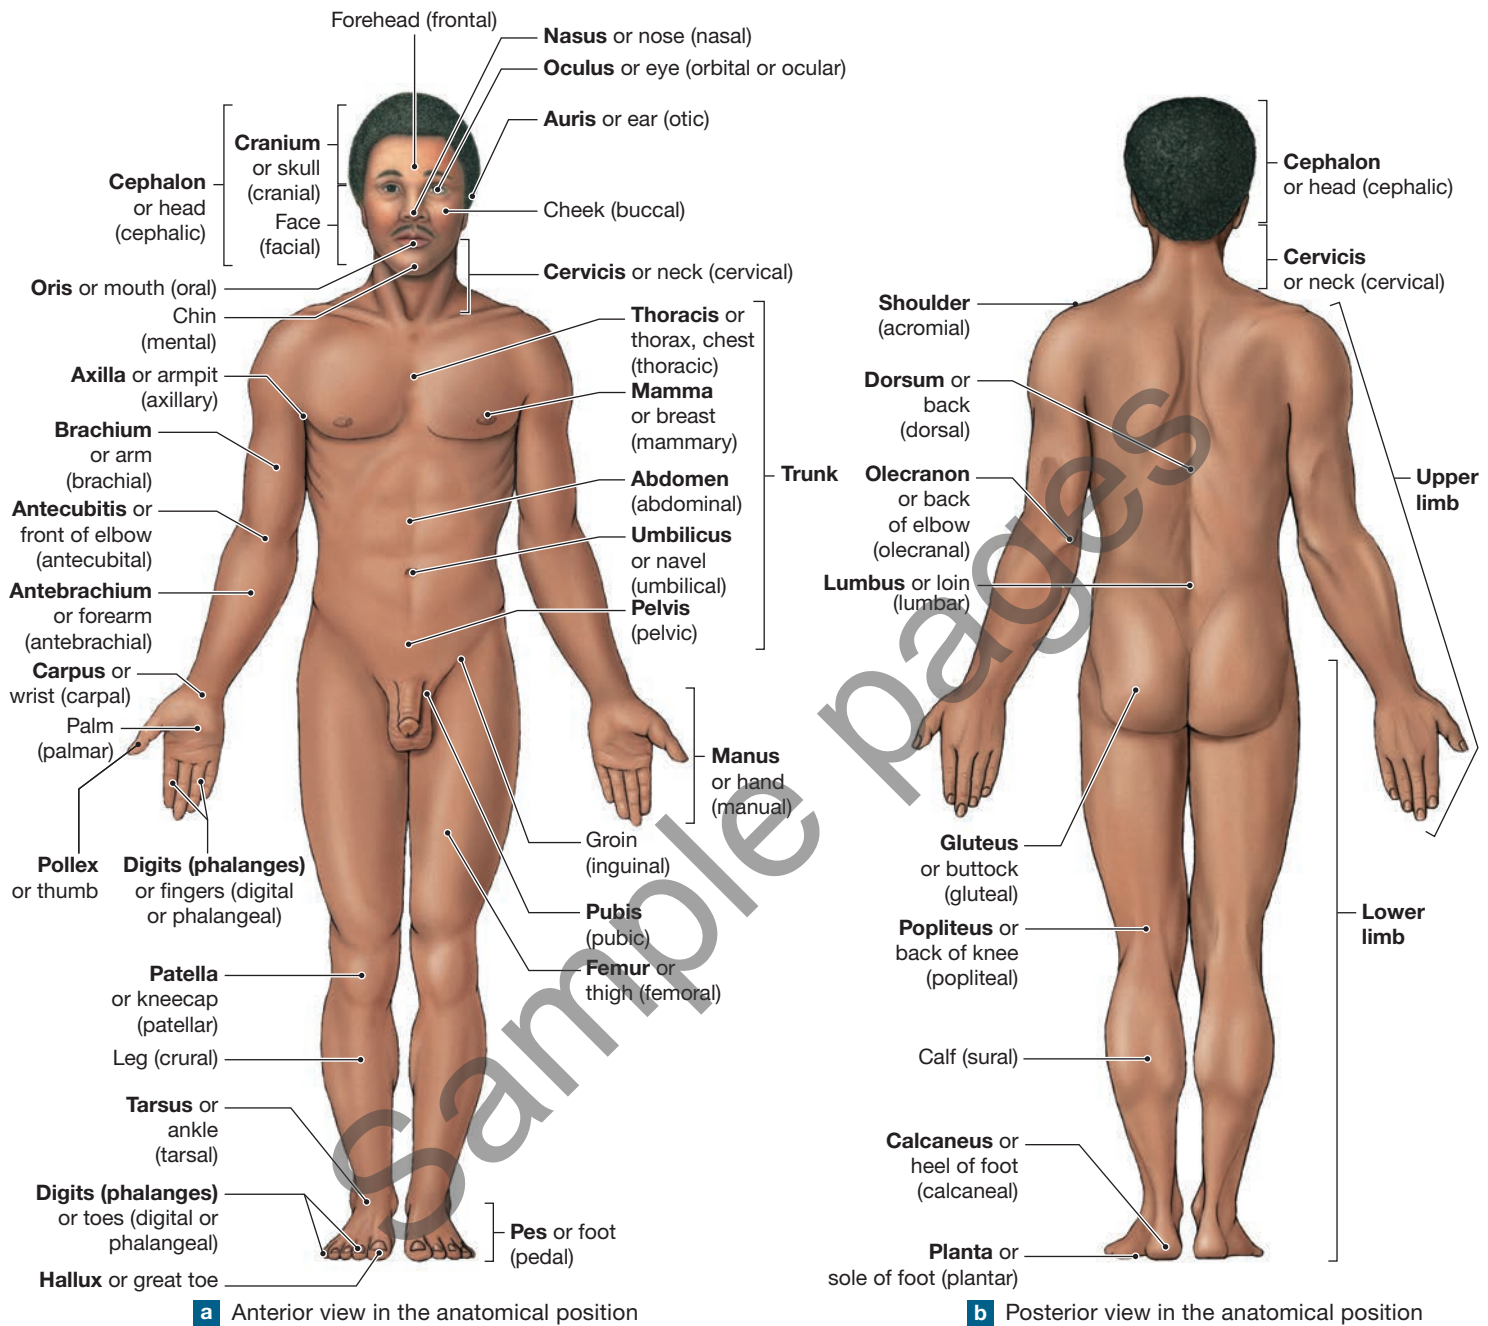 Forehead (frontal)
Nasus or nose (nasal)
Oculus or eye (orbital or ocular)
Auris or ear (otic)
Cranium
or skull
(cranial)
Cephalon
or head
(cephalic)
Face
(facial)
Cheek (buccal)
Cervicis or neck (cervical)
Oris or mouth (oral)
Chin
(mental)
Axilla or armpit
(axillary)
Brachium
or arm
(brachial)
Antecubitis or
front of elbow
(antecubital)
Antebrachium
or forearm
(antebrachial)
Carpus or
wrist (carpal)
Palm
(palmar)
Pollex
or thumb
Digits (phalanges)
or fingers (digital
or phalangeal)
Patella
or kneecap
(patellar)
Leg (crural)
Tarsus or
ankle
(tarsal)
Digits (phalanges)
or toes (digital or
phalangeal)
Hallux or great toe
Thoracis or
thorax, chest
(thoracic)
Mamma
or breast
(mammary)
Abdomen
(abdominal)
Umbilicus
or navel
(umbilical)
Pelvis
(pelvic)
Trunk
Manus
or hand
(manual)
Groin
(inguinal)
Pubis
(pubic)
Femur or
thigh (femoral)
Pes or foot
(pedal)
a Anterior view in the anatomical position
Cephalon
or head (cephalic)
Cervicis
or neck (cervical)
Shoulder
(acromial)
Dorsum or
back
(dorsal)
Olecranon
or back
of elbow
(olecranal)
Lumbus or loin
(lumbar)
Upper
limb
Gluteus
or buttock
(gluteal)
Popliteus or
back of knee
(popliteal)
Lower
limb
Calf (sural)
Calcaneus or
heel of foot
(calcaneal)
Planta or
sole of foot (plantar)
b Posterior view in the anatomical position
Sample pages